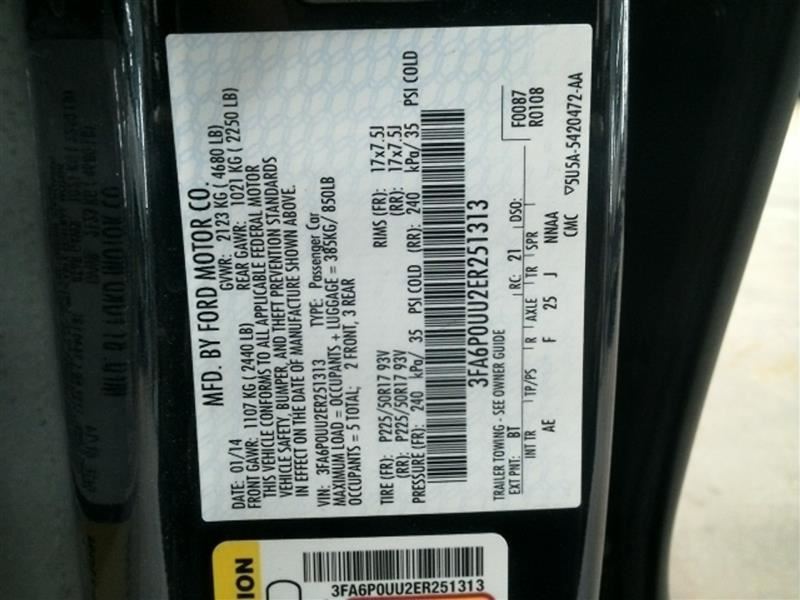 MFD. BY FORD MOTOR CO.
DATE: 01/14 GVWR: 2123 KG ( 4680 LB)
FRONT GAWR: 1107 KG ( 2440 LB) REAR GAWR: 1021 KG ( 2250 LB)
THIS VEHICLE CONFORMS TO ALL APPLICABLE FEDERAL MOTOR
VEHICLE SAFETY, BUMPER, AND THEFT PREVENTION STANDARDS
IN EFFECT ON THE DATE OF MANUFACTURE SHOWN ABOVE.
VIN: 3FA6P0UU2ER251313 TYPE: Passenger Car
MAXIMUM LOAD = OCCUPANTS + LUGGAGE = 385KG/ 850LB
OCCUPANTS = 5 TOTAL; 2 FRONT, 3 REAR
TIRE (FR): P225/50R17 93V RIMS (FR): 17x7.5J
(RR): P225/50R17 93V (RR): 17x7.5J
PRESSURE (FR): 240 kPa/ 35 PSI COLD (RR): 240 kPa/ 35 PSI COLD
3FA6P0UU2ER251313
TRAILER TOWING - SEE OWNER GUIDE F0087
EXT PNT: BT RC: 21 DSO: R0108
INT TR TP/PS R AXLE TR SPR
AE F 25 J NNAA
CMC ▽5U5A-5420472-AA
3FA6P0UU2ER251313